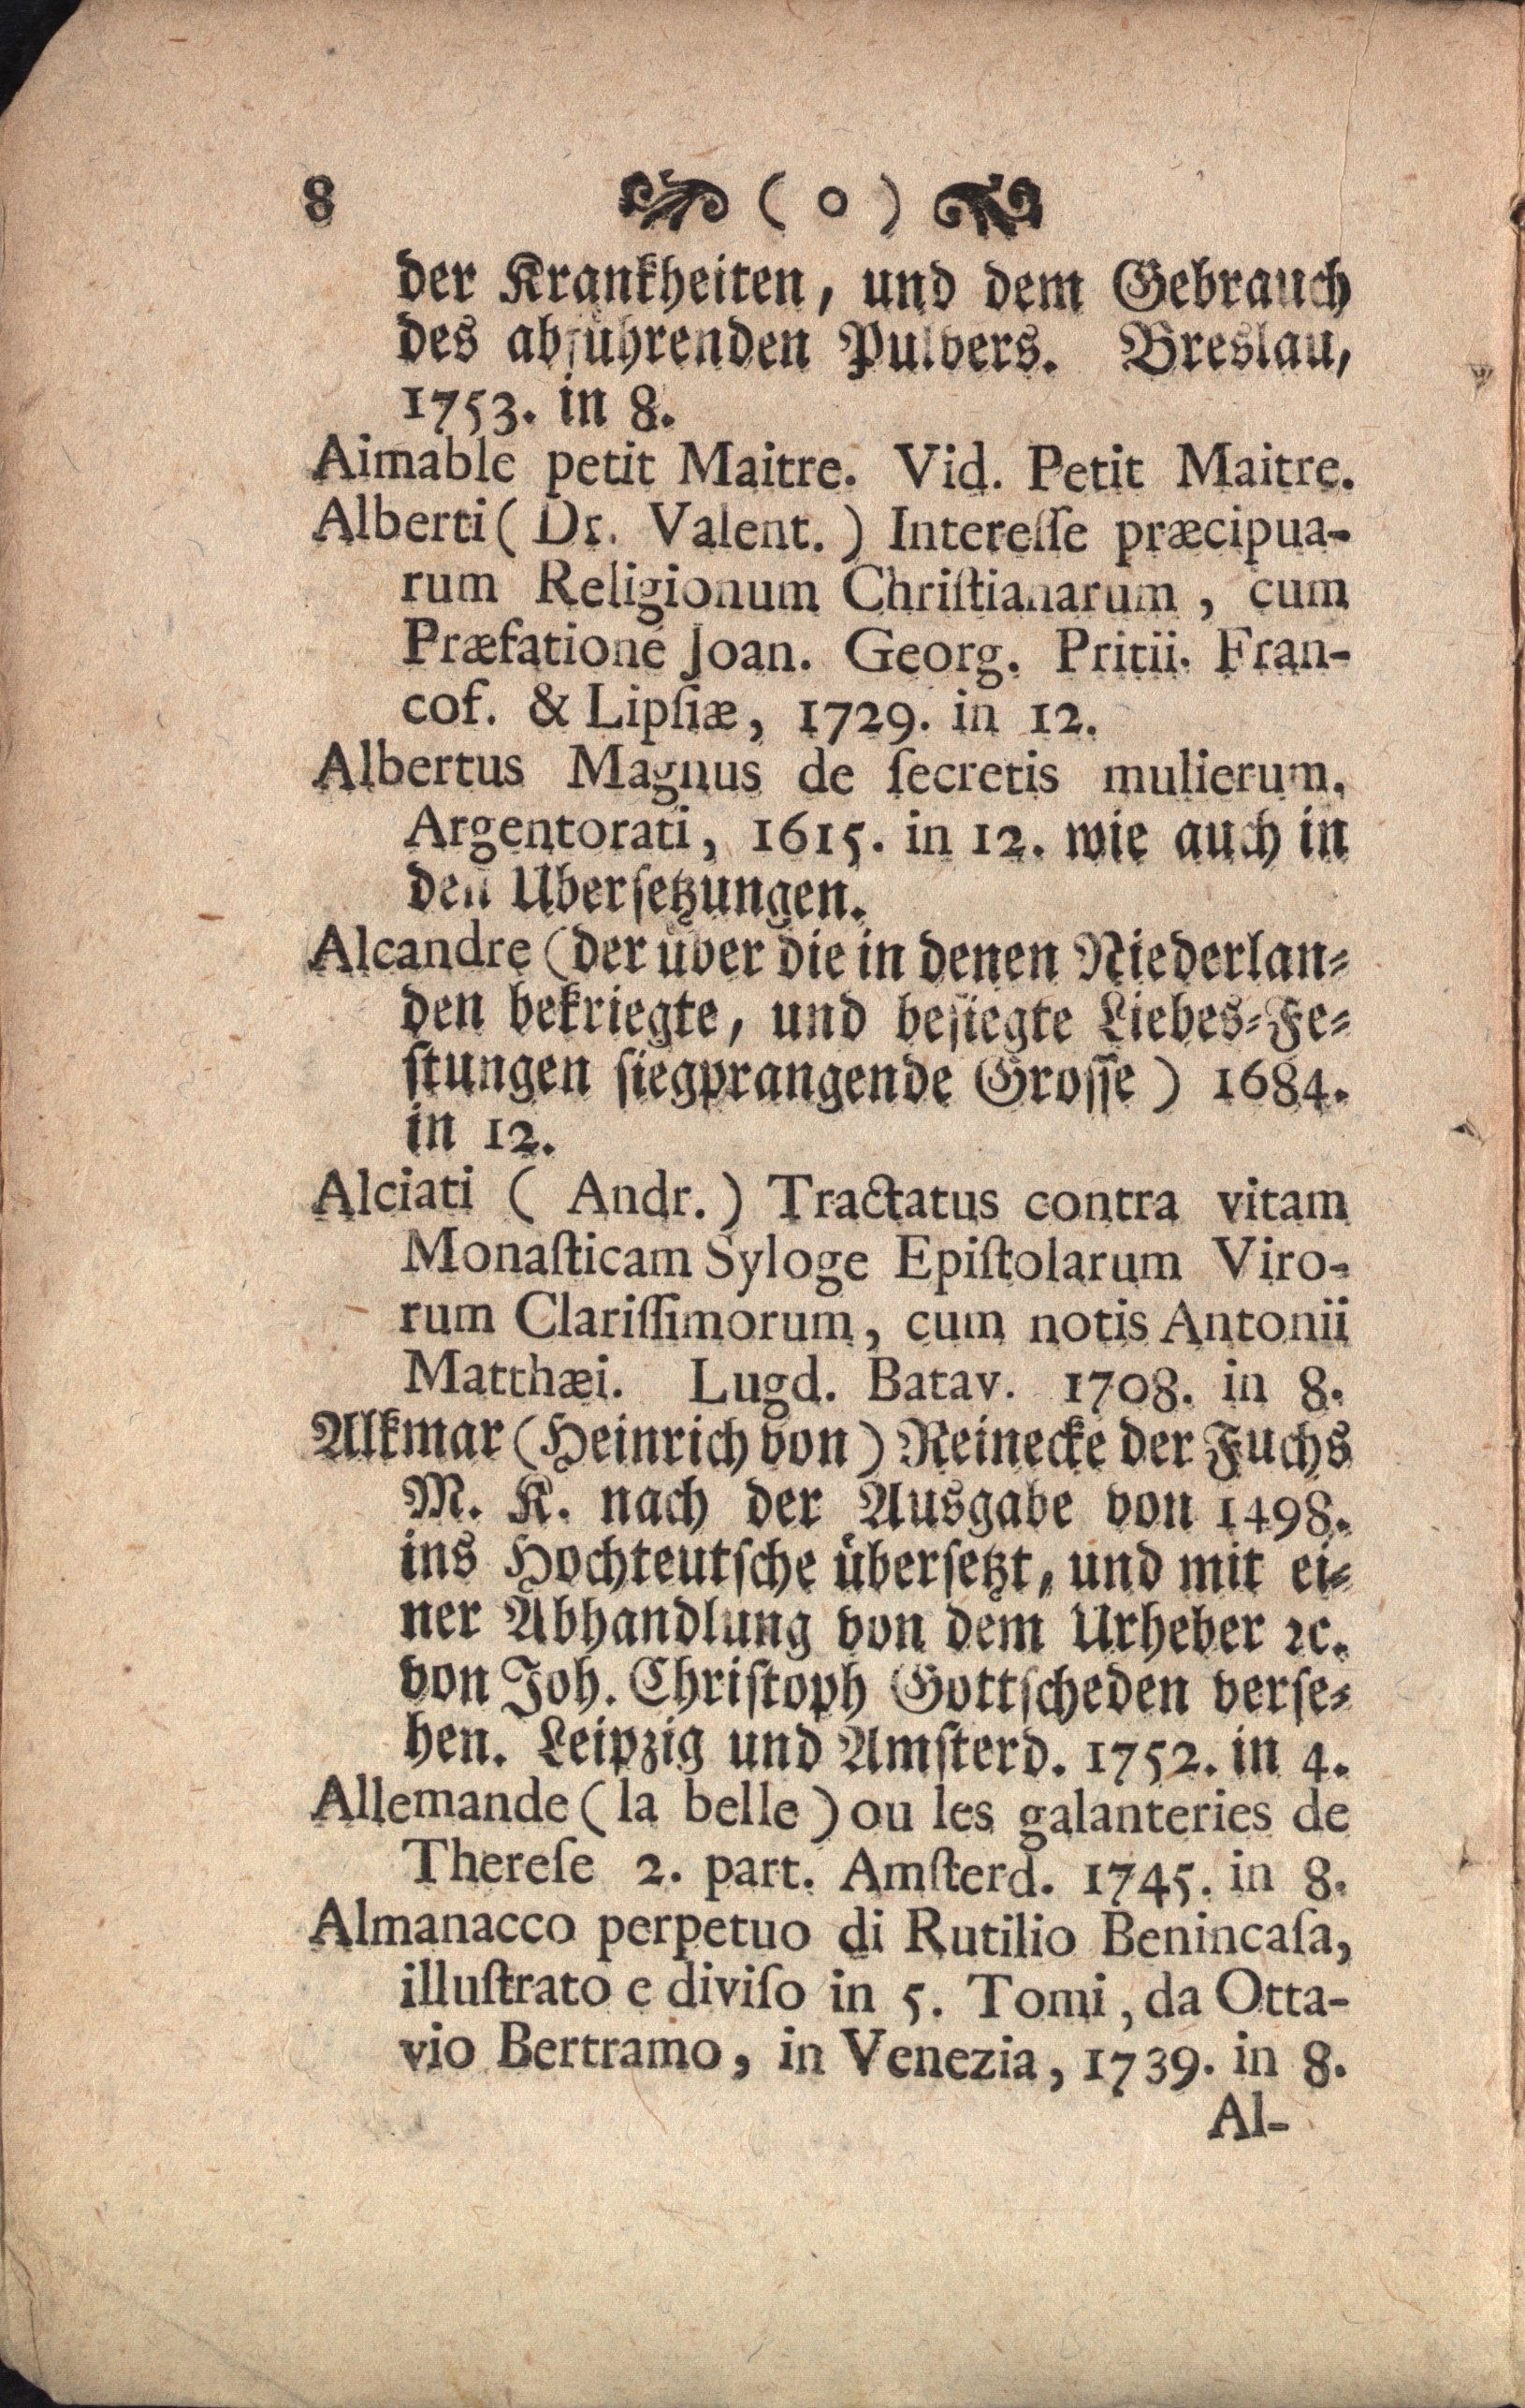 8 ( o )
der Krankheiten, und dem Gebrauch
des abführenden Pulvers. Breslau,
1753. in 8.
Aimable petit Maitre. Vid. Petit Maitre.
Alberti ( Dr. Valent. ) Intereſſe præcipua-
rum Religionum Chriſtianarum , cum
Præfatione Joan. Georg. Pritii. Fran-
cof. & Lipſiæ, 1729. in 12.
Albertus Magnus de ſecretis mulierum.
Argentorati, 1615. in 12. wie auch in
den Uberſetzungen.
Alcandre (der über die in denen Niederlan-
den bekriegte, und beſiegte Liebes-Fe-
ſtungen ſiegprangende Groſſe) 1684.
in 12.
Alciati ( Andr. ) Tractatus contra vitam
Monaſticam Syloge Epiſtolarum Viro-
rum Clariſſimorum, cum notis Antonii
Matthæi. Lugd. Batav. 1708. in 8.
Alkmar (Heinrich von) Reinecke der Fuchs
M. K. nach der Ausgabe von 1498.
ins Hochteutſche überſetzt, und mit ei-
ner Abhandlung von dem Urheber ꝛc.
von Joh. Chriſtoph Gottſcheden verſe-
hen. Leipzig und Amſterd. 1752. in 4.
Allemande (la belle) ou les galanteries de
Thereſe 2. part. Amſterd. 1745. in 8.
Almanacco perpetuo di Rutilio Benincaſa,
illuſtrato e diviſo in 5. Tomi, da Otta-
vio Bertramo, in Venezia, 1739. in 8.
Al-